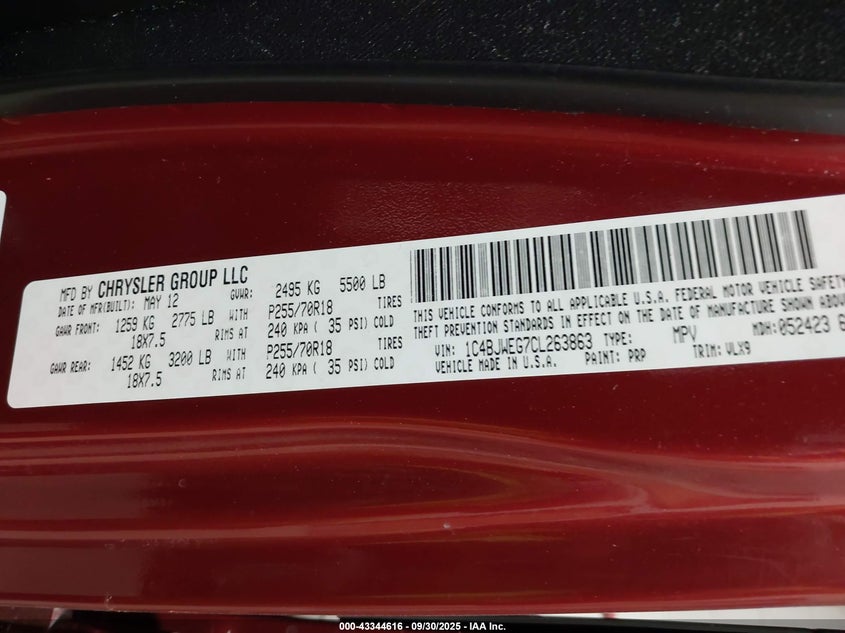 MFD BY CHRYSLER GROUP LLC
DATE OF MFR(BUILT): MAY 12 GVWR: 2495 KG 5500 LB
GAWR FRONT: 1259 KG 2775 LB WITH P255/70R18 TIRES
18X7.5 RIMS AT 240 KPA ( 35 PSI) COLD
GAWR REAR: 1452 KG 3200 LB WITH P255/70R18 TIRES
18X7.5 RIMS AT 240 KPA ( 35 PSI) COLD
THIS VEHICLE CONFORMS TO ALL APPLICABLE U.S.A. FEDERAL MOTOR VEHICLE SAFETY
THEFT PREVENTION STANDARDS IN EFFECT ON THE DATE OF MFR SHOWN ABOV
VIN: 1C4BJWEG7CL263863 TYPE: MPV MDH: 052423 6
VEHICLE MADE IN U.S.A. PAINT: PRP TRIM: VLX9
000-43344616 - 09/30/2025 - IAA Inc.